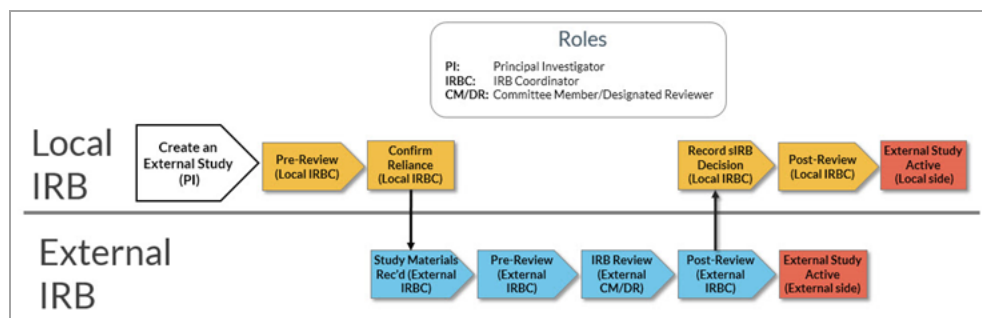 Roles
PI: Principal Investigator
IRBC: IRB Coordinator
CM/DR: Committee Member/Designated Reviewer
Local
IRB
Create an
External Study
(PI)
Pre-Review
(Local IRBC)
Confirm
Reliance
(Local IRBC)
Record sIRB
Decision
(Local IRBC)
Post-Review
(Local IRBC)
External Study
Active
(Local side)
External
IRB
Study Materials
Rec'd (External
IRBC)
Pre-Review
(External
IRBC)
IRB Review
(External
CM/DR)
Post-Review
(External
IRBC)
External Study
Active
(External side)